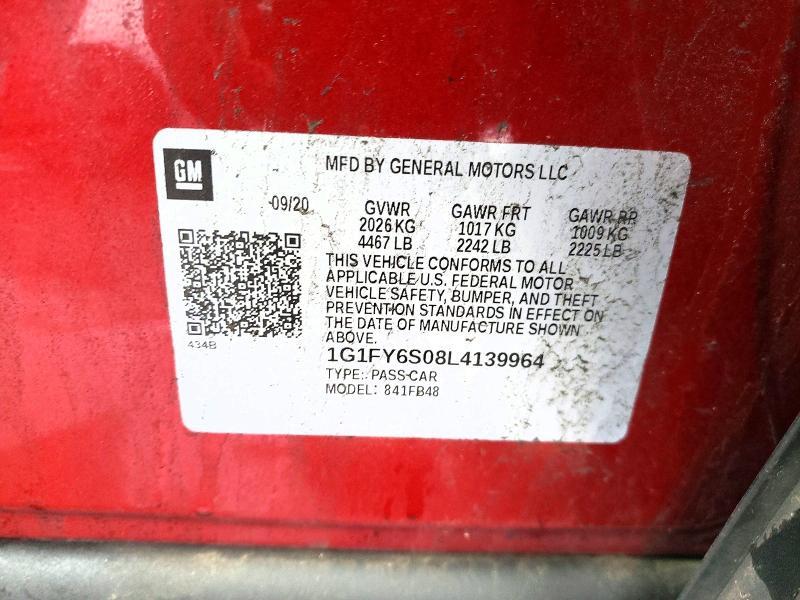 GM
MFD BY GENERAL MOTORS LLC
09/20 GVWR GAWR FRT GAWR RR
2026 KG 1017 KG 1009 KG
4467 LB 2242 LB 2225 LB
THIS VEHICLE CONFORMS TO ALL
APPLICABLE U.S. FEDERAL MOTOR
VEHICLE SAFETY, BUMPER, AND THEFT
PREVENTION STANDARDS IN EFFECT ON
THE DATE OF MANUFACTURE SHOWN
ABOVE.
434B
1G1FY6S08L4139964
TYPE: PASS-CAR
MODEL: 841FB48